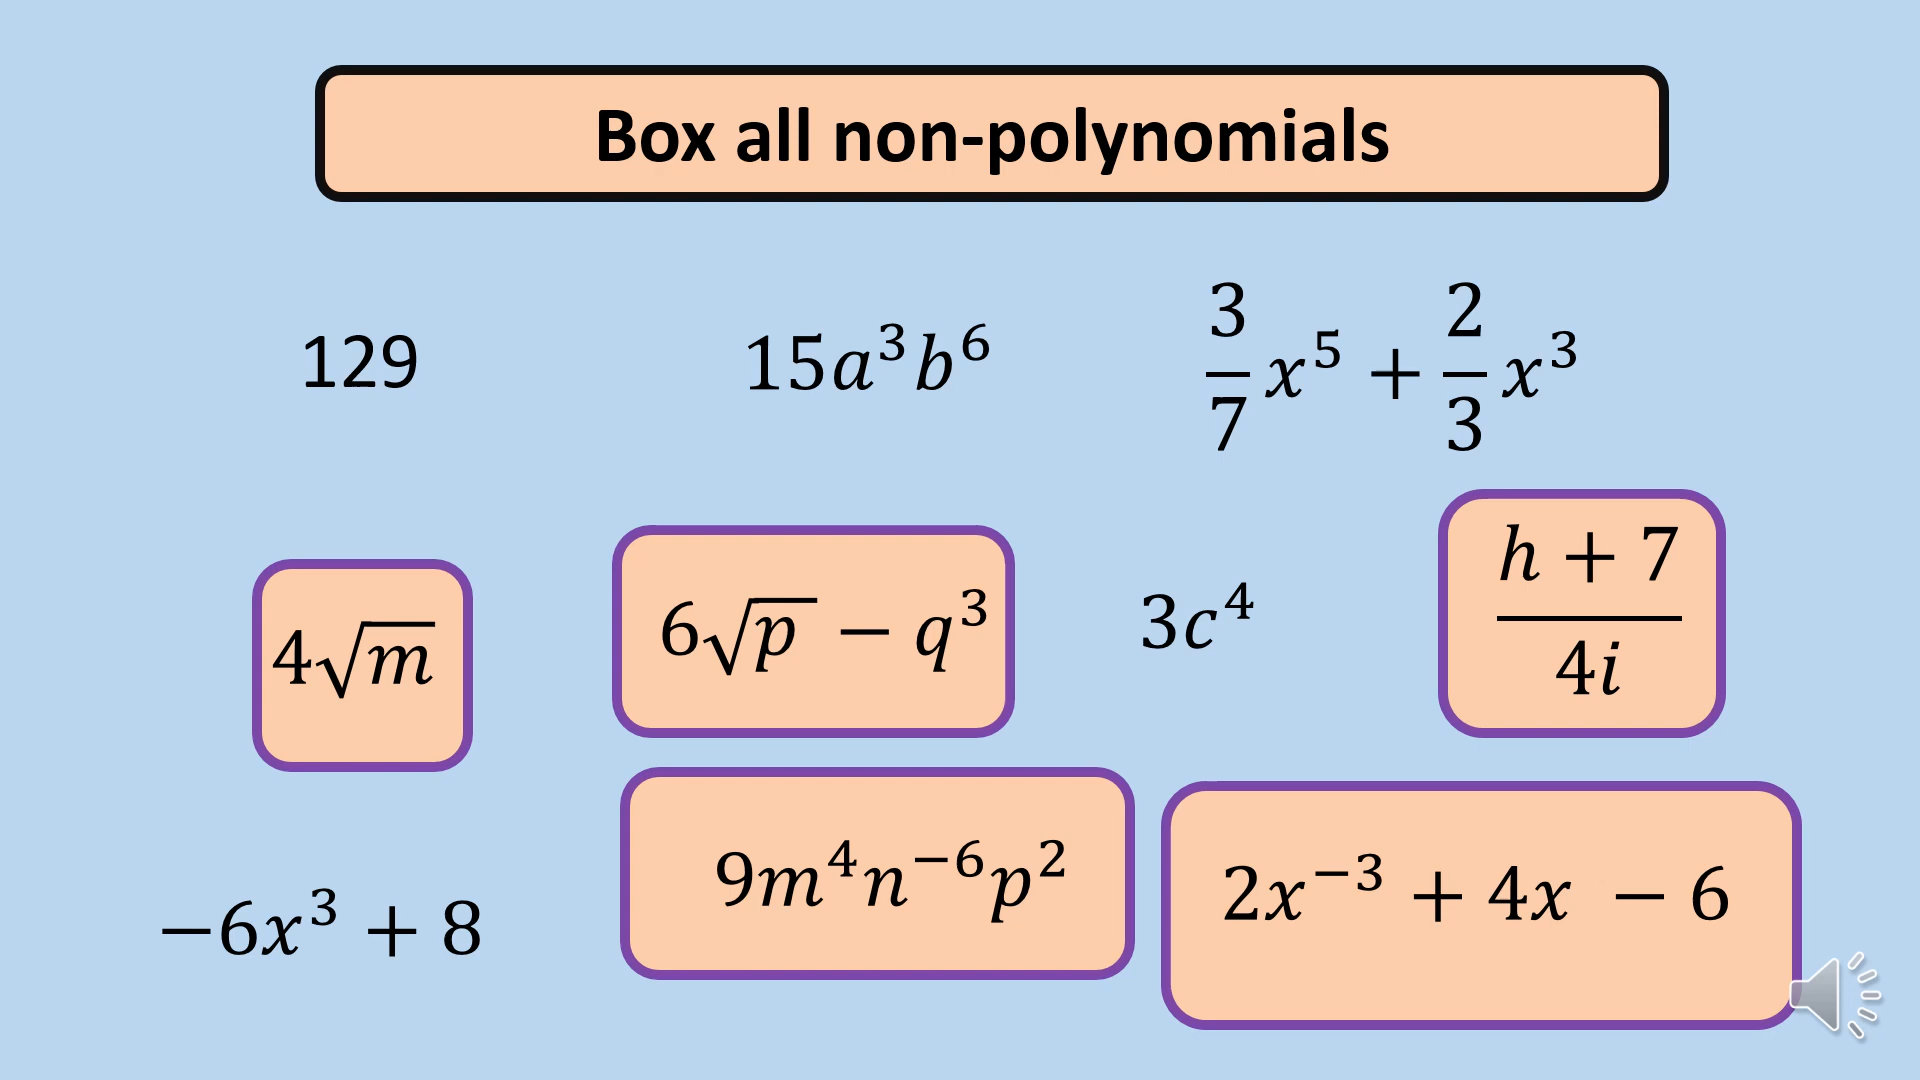 Box all non-polynomials
129
15a³b⁶
3/7 x⁵ + 2/3 x³
4√m
6√p − q³
3c⁴
(h + 7)/(4i)
−6x³ + 8
9m⁴n⁻⁶p²
2x⁻³ + 4x − 6